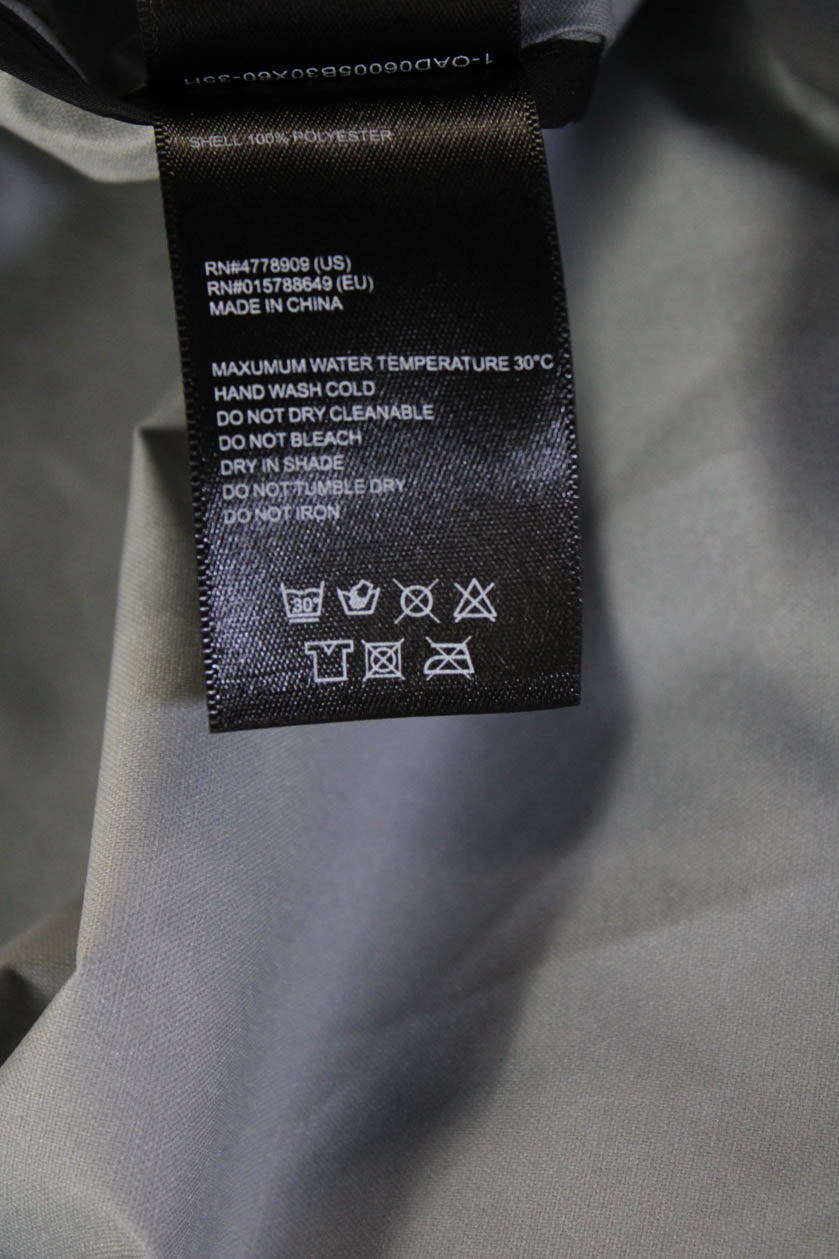 1-QAD06005B30X60-35H
SHELL 100% POLYESTER
RN#4778909 (US)
RN#015788649 (EU)
MADE IN CHINA
MAXUMUM WATER TEMPERATURE 30°C
HAND WASH COLD
DO NOT DRY CLEANABLE
DO NOT BLEACH
DRY IN SHADE
DO NOT TUMBLE DRY
DO NOT IRON
30°